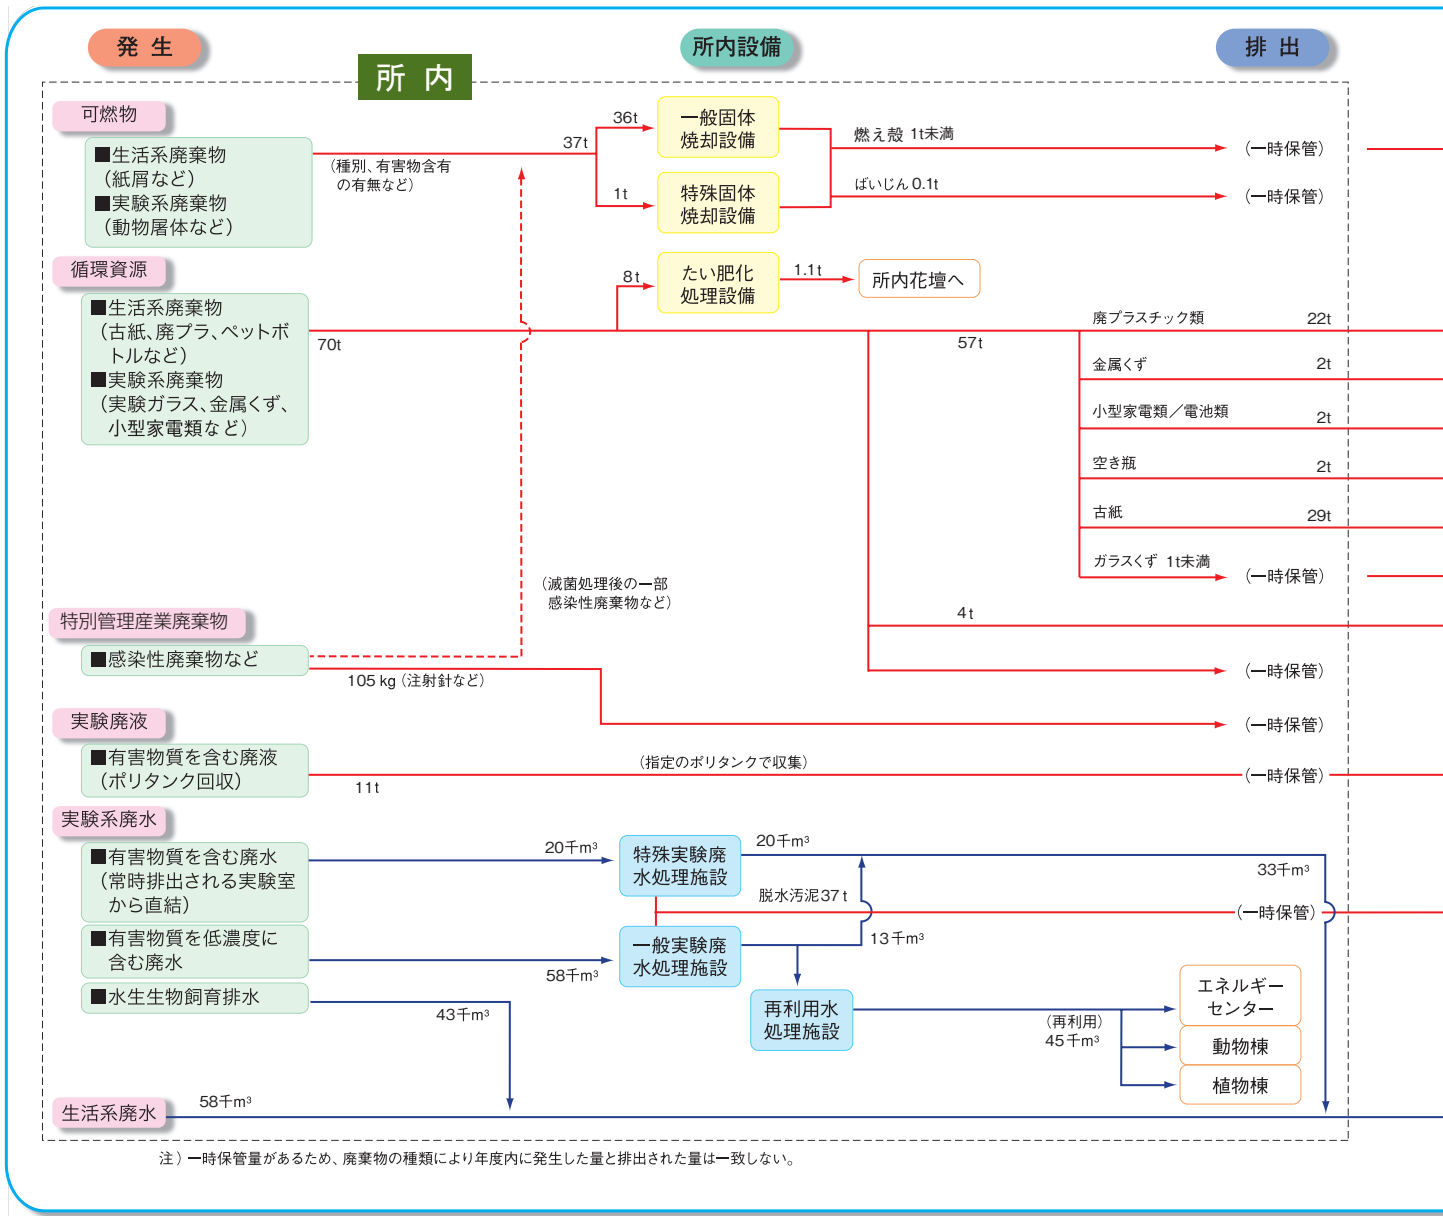 発 生
所内設備
排 出
所 内
可燃物
■生活系廃棄物
(紙屑など)
■実験系廃棄物
(動物屠体など)
37t
(種別、有害物含有
の有無など)
36t
1t
一般固体
焼却設備
特殊固体
焼却設備
燃え殻 1t未満
(一時保管)
ばいじん 0.1t
(一時保管)
循環資源
■生活系廃棄物
(古紙、廃プラ、ペットボ
トルなど)
■実験系廃棄物
(実験ガラス、金属くず、
小型家電類など)
70t
8t
たい肥化
処理設備
1.1t
所内花壇へ
57t
廃プラスチック類 22t
金属くず 2t
小型家電類/電池類 2t
空き瓶 2t
古紙 29t
ガラスくず 1t未満
(一時保管)
4t
(一時保管)
(滅菌処理後の一部
感染性廃棄物など)
特別管理産業廃棄物
■感染性廃棄物など
105 kg (注射針など)
(一時保管)
実験廃液
■有害物質を含む廃液
(ポリタンク回収)
11t
(指定のポリタンクで収集)
(一時保管)
実験系廃水
■有害物質を含む廃水
(常時排出される実験室
から直結)
20千m³
特殊実験廃
水処理施設
20千m³
33千m³
脱水汚泥37t
(一時保管)
■有害物質を低濃度に
含む廃水
58千m³
一般実験廃
水処理施設
13千m³
■水生生物飼育排水
43千m³
再利用水
処理施設
(再利用)
45千m³
エネルギー
センター
動物棟
植物棟
生活系廃水
58千m³
注)一時保管量があるため、廃棄物の種類により年度内に発生した量と排出された量は一致しない。